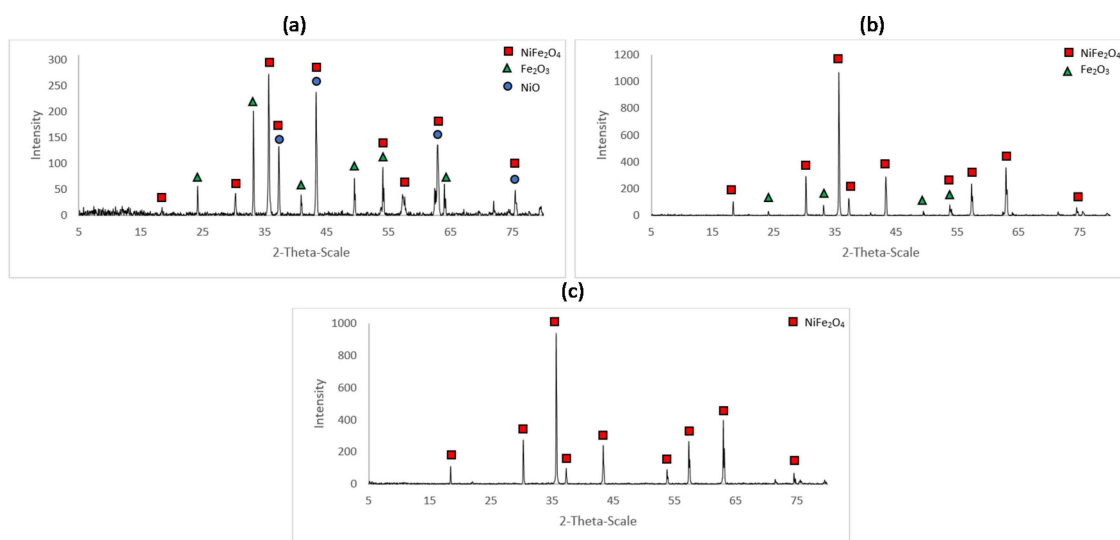 (a)
300
250
200
150
100
50
0
Intensity
5 15 25 35 45 55 65 75
2-Theta-Scale
NiFe₂O₄
Fe₂O₃
NiO
(b)
1200
1000
800
600
400
200
0
Intensity
5 15 25 35 45 55 65 75
2-Theta-Scale
NiFe₂O₄
Fe₂O₃
(c)
1000
800
600
400
200
0
Intensity
5 15 25 35 45 55 65 75
2-Theta-Scale
NiFe₂O₄